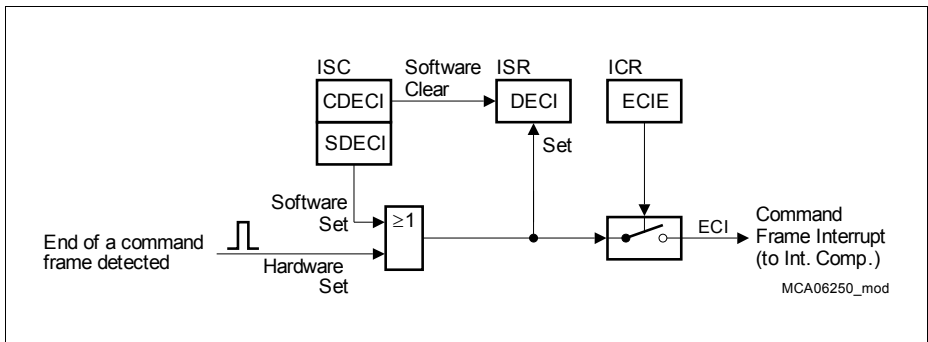 ISC
Software
Clear
ISR
ICR
CDECI
DECI
ECIE
SDECI
Set
Software
Set
≥1
End of a command
frame detected
Hardware
Set
ECI
Command
Frame Interrupt
(to Int. Comp.)
MCA06250_mod